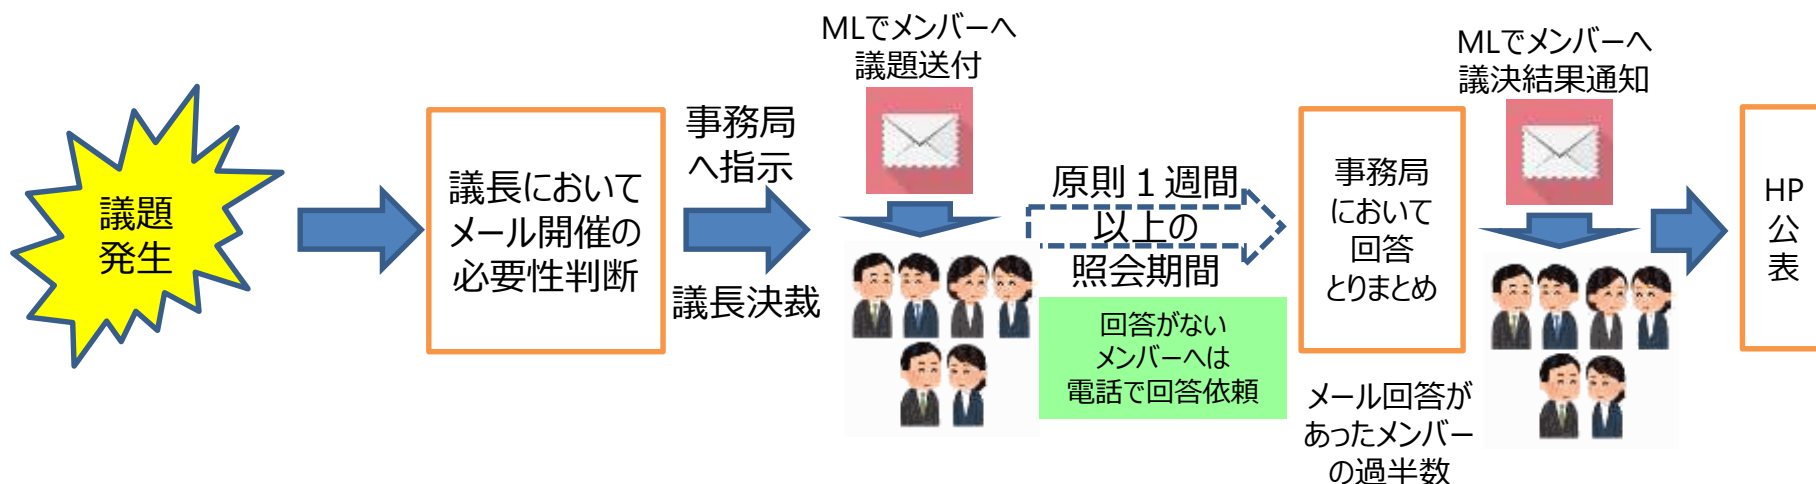 議題
発生
議長において
メール開催の
必要性判断
事務局
へ指示
議長決裁
MLでメンバーへ
議題送付
原則１週間
以上の
照会期間
回答がない
メンバーへは
電話で回答依頼
事務局
において
回答
とりまとめ
メール回答が
あったメンバー
の過半数
MLでメンバーへ
議決結果通知
HP
公
表